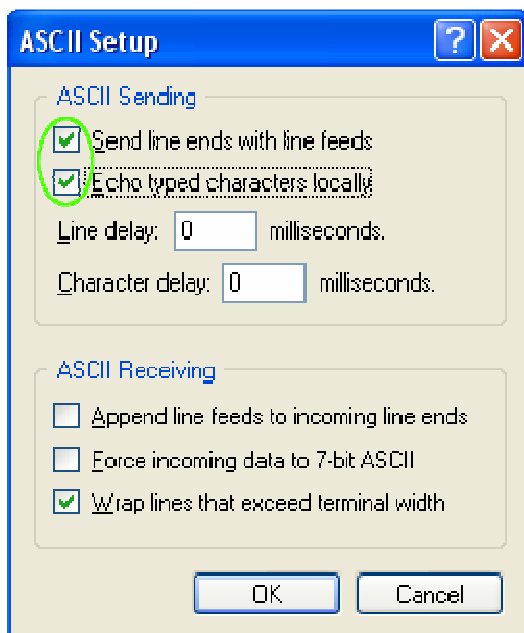 ASCII Setup
ASCII Sending
Send line ends with line feeds
Echo typed characters locally
Line delay: 0 milliseconds.
Character delay: 0 milliseconds.
ASCII Receiving
Append line feeds to incoming line ends
Force incoming data to 7-bit ASCII
Wrap lines that exceed terminal width
OK Cancel